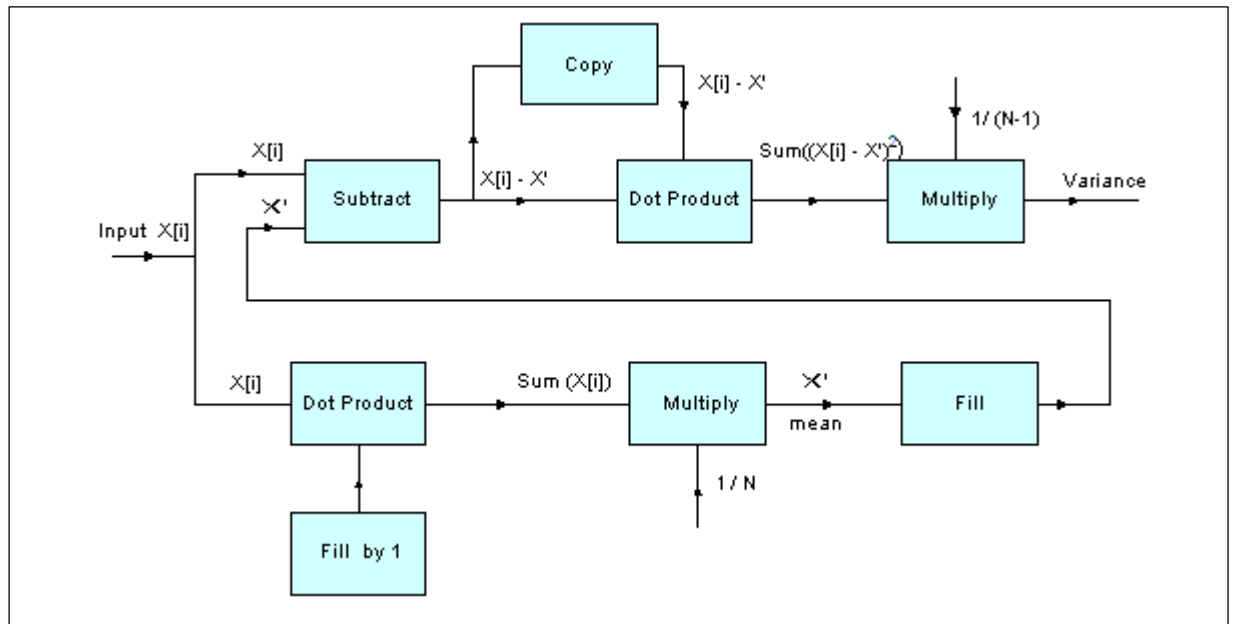 Copy
X[i] - X'
1/ (N-1)
X[i]
Sum((X[i] - X')²)
Subtract
X[i] - X'
Dot Product
Multiply
Variance
X'
Input X[i]
X[i]
Dot Product
Sum (X[i])
Multiply
X'
mean
Fill
1 / N
Fill by 1